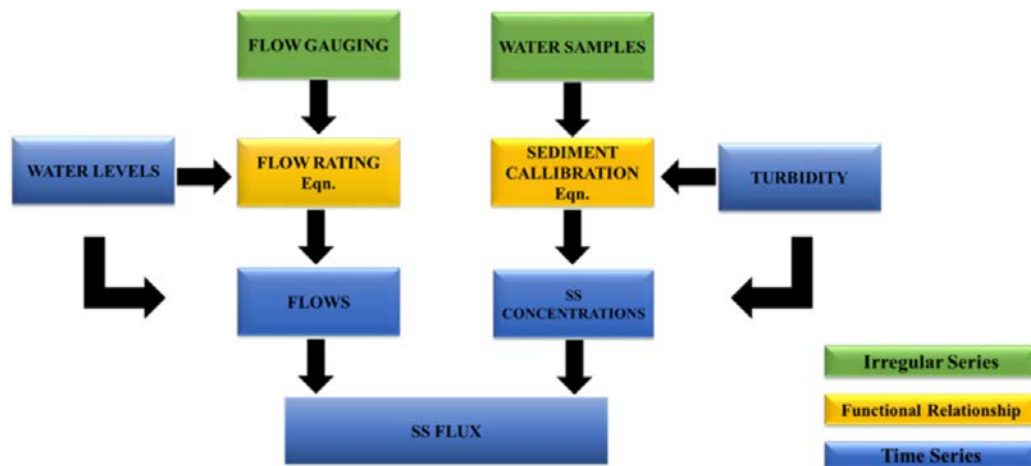 FLOW GAUGING
WATER SAMPLES
WATER LEVELS
FLOW RATING
Eqn.
SEDIMENT
CALLIBRATION
Eqn.
TURBIDITY
FLOWS
SS
CONCENTRATIONS
SS FLUX
Irregular Series
Functional Relationship
Time Series